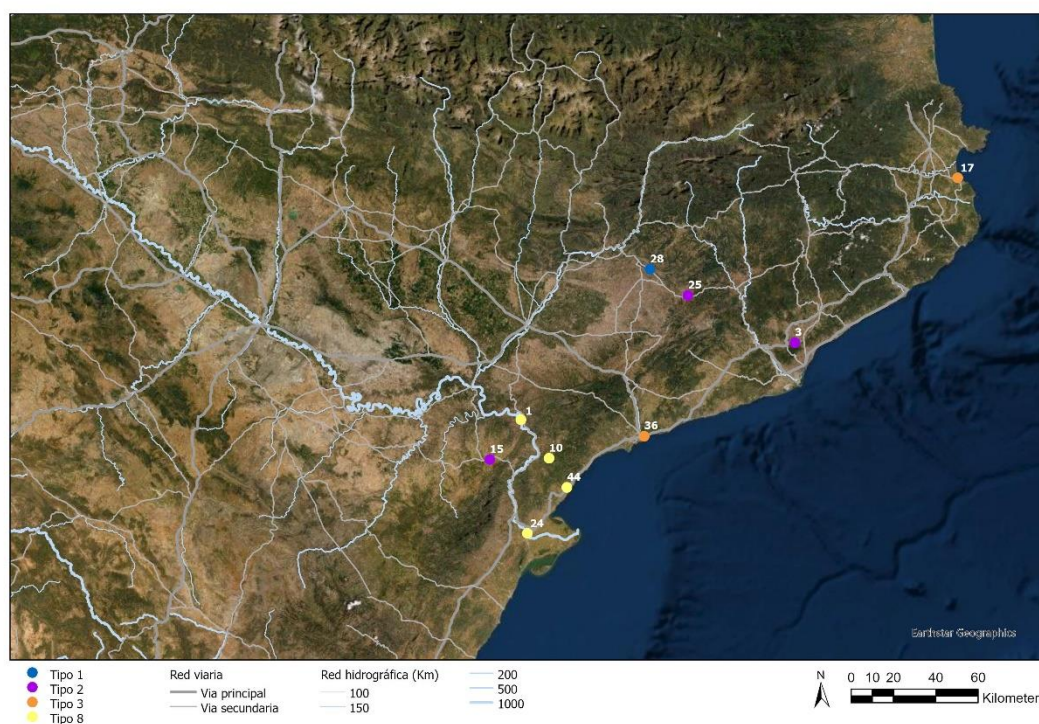 17
28
25
3
1
36
15
10
44
24
Earthstar Geographics
Tipo 1
Tipo 2
Tipo 3
Tipo 8
Red viaria
Via principal
Via secundaria
Red hidrográfica (Km)
100
150
200
500
1000
N
0 10 20 40 60
Kilometer